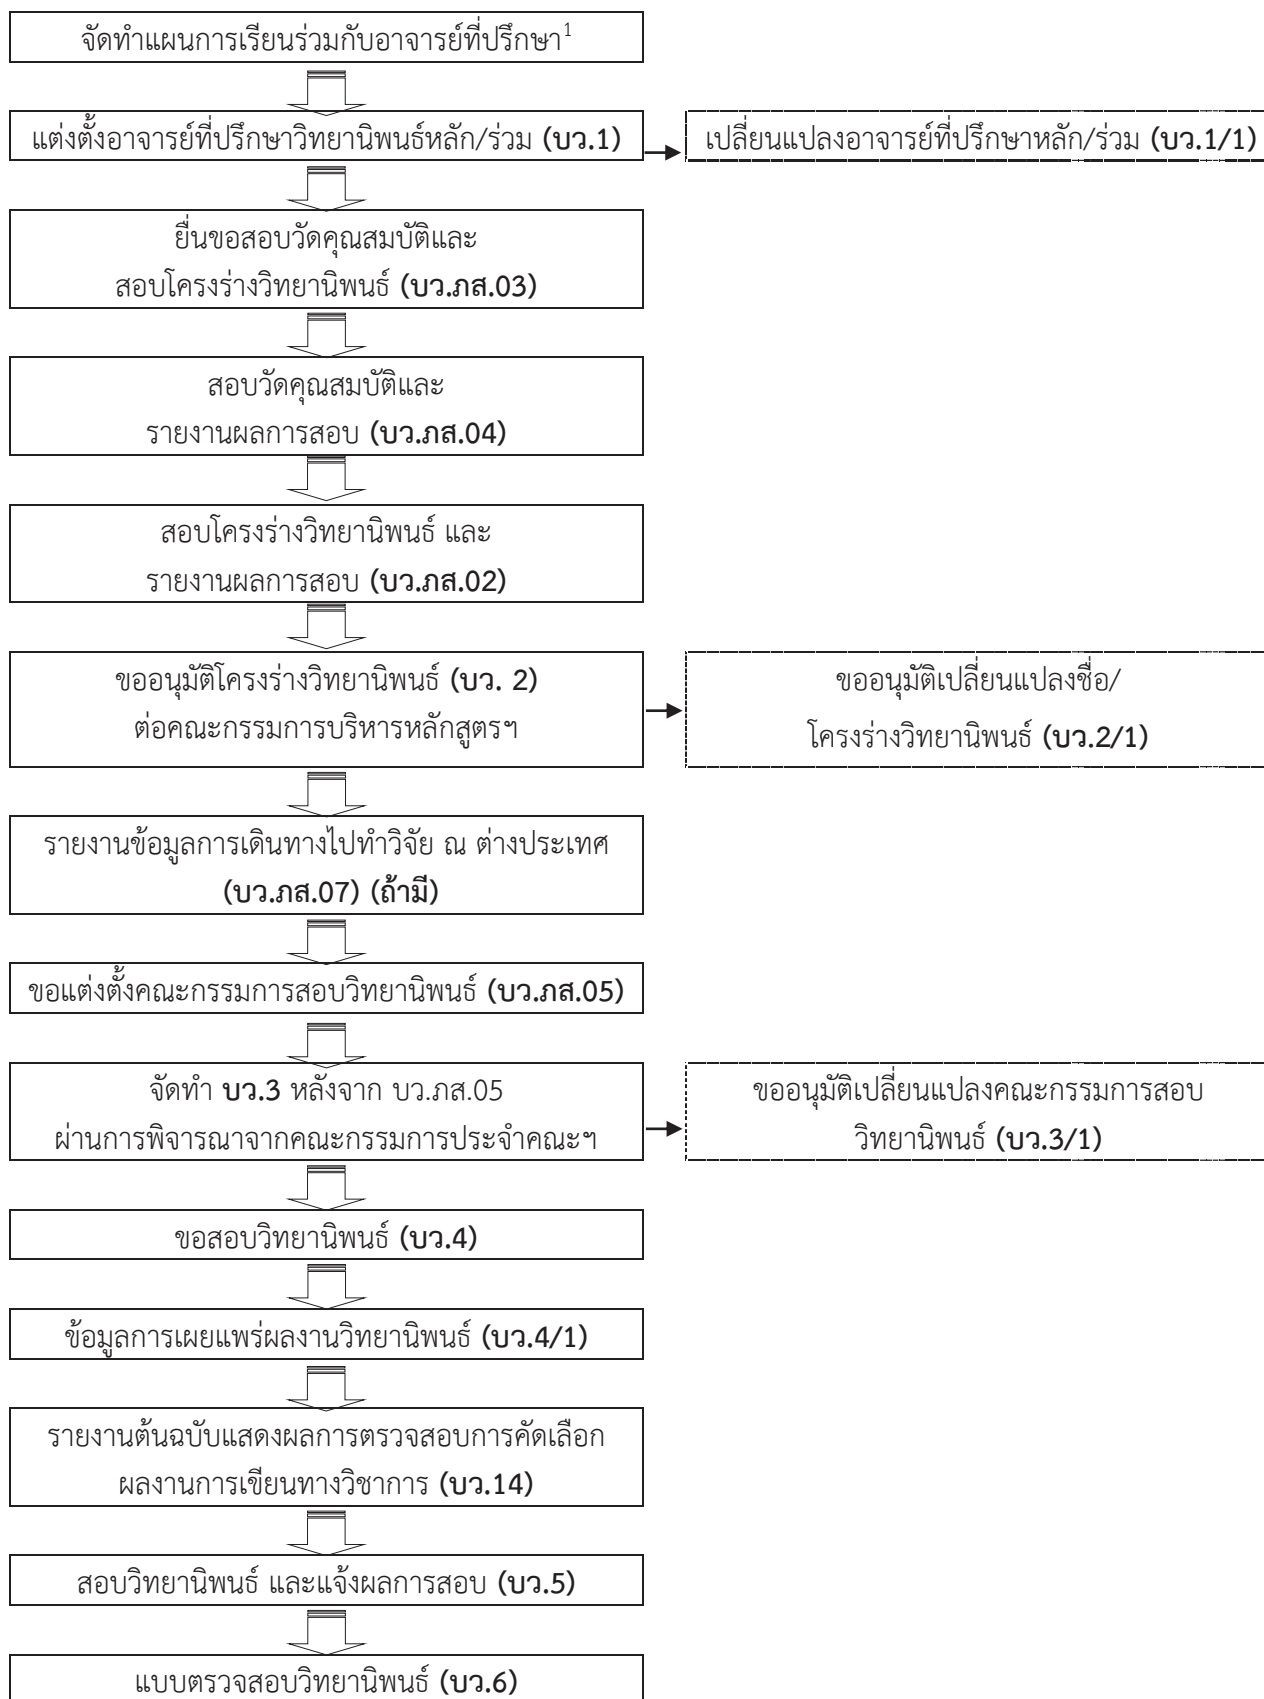 จัดทำแผนการเรียนร่วมกับอาจารย์ที่ปรึกษา¹
แต่งตั้งอาจารย์ที่ปรึกษาวิทยานิพนธ์หลัก/ร่วม (บว.1)
เปลี่ยนแปลงอาจารย์ที่ปรึกษาหลัก/ร่วม (บว.1/1)
ยื่นขอสอบวัดคุณสมบัติและ
สอบโครงร่างวิทยานิพนธ์ (บว.ภส.03)
สอบวัดคุณสมบัติและ
รายงานผลการสอบ (บว.ภส.04)
สอบโครงร่างวิทยานิพนธ์ และ
รายงานผลการสอบ (บว.ภส.02)
ขออนุมัติโครงร่างวิทยานิพนธ์ (บว. 2)
ต่อคณะกรรมการบริหารหลักสูตรฯ
ขออนุมัติเปลี่ยนแปลงชื่อ/
โครงร่างวิทยานิพนธ์ (บว.2/1)
รายงานข้อมูลการเดินทางไปทำวิจัย ณ ต่างประเทศ
(บว.ภส.07) (ถ้ามี)
ขอแต่งตั้งคณะกรรมการสอบวิทยานิพนธ์ (บว.ภส.05)
จัดทำ บว.3 หลังจาก บว.ภส.05
ผ่านการพิจารณาจากคณะกรรมการประจำคณะฯ
ขออนุมัติเปลี่ยนแปลงคณะกรรมการสอบ
วิทยานิพนธ์ (บว.3/1)
ขอสอบวิทยานิพนธ์ (บว.4)
ข้อมูลการเผยแพร่ผลงานวิทยานิพนธ์ (บว.4/1)
รายงานต้นฉบับแสดงผลการตรวจสอบการคัดเลือก
ผลงานการเขียนทางวิชาการ (บว.14)
สอบวิทยานิพนธ์ และแจ้งผลการสอบ (บว.5)
แบบตรวจสอบวิทยานิพนธ์ (บว.6)